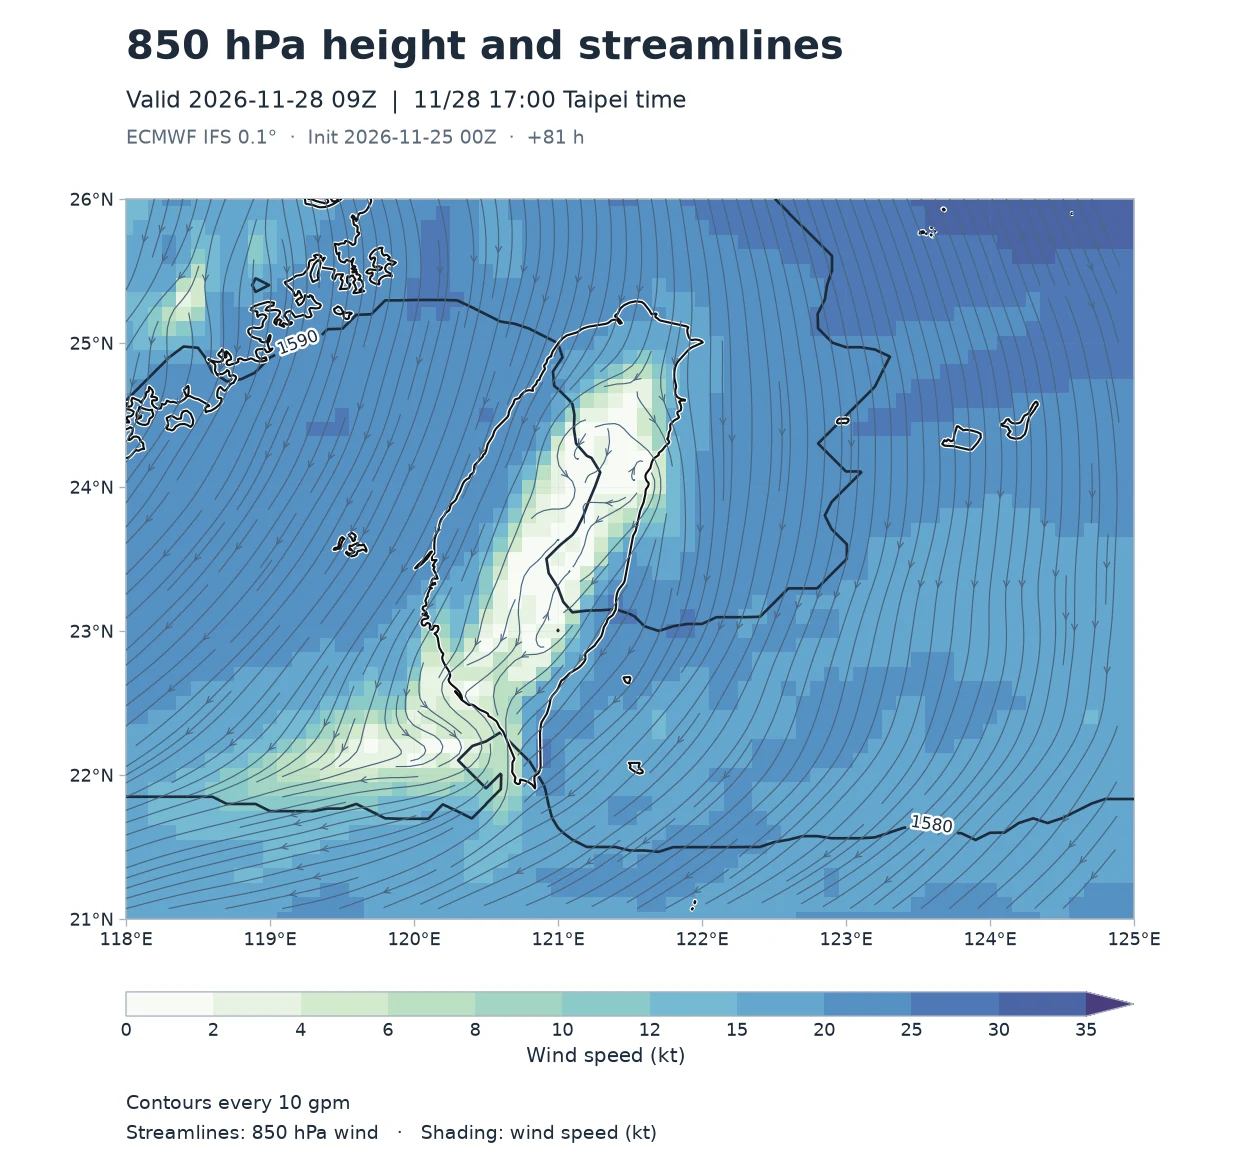 850 hPa height and streamlines
Valid 2026-11-28 09Z | 11/28 17:00 Taipei time
ECMWF IFS 0.1° · Init 2026-11-25 00Z · +81 h
26°N
25°N
24°N
23°N
22°N
21°N
1590
1580
118°E 119°E 120°E 121°E 122°E 123°E 124°E 125°E
0 2 4 6 8 10 12 15 20 25 30 35
Wind speed (kt)
Contours every 10 gpm
Streamlines: 850 hPa wind · Shading: wind speed (kt)